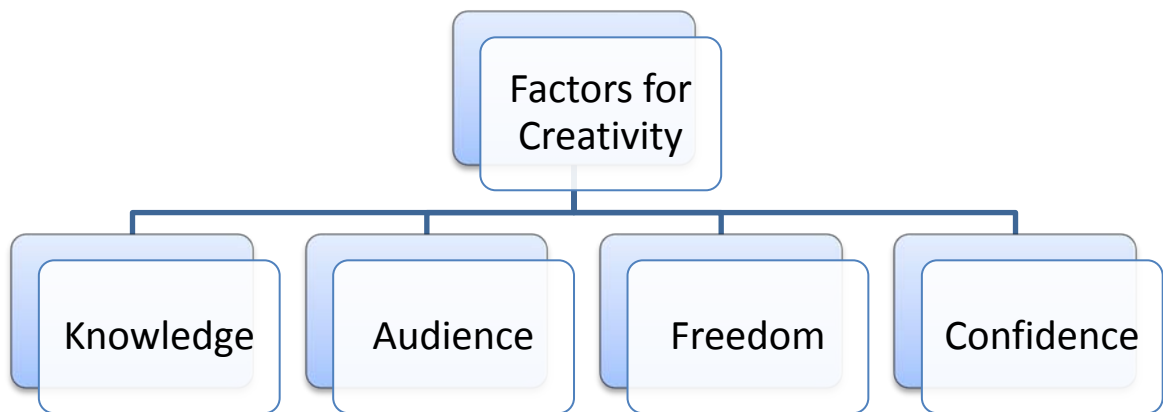 Factors for
Creativity
Knowledge
Audience
Freedom
Confidence